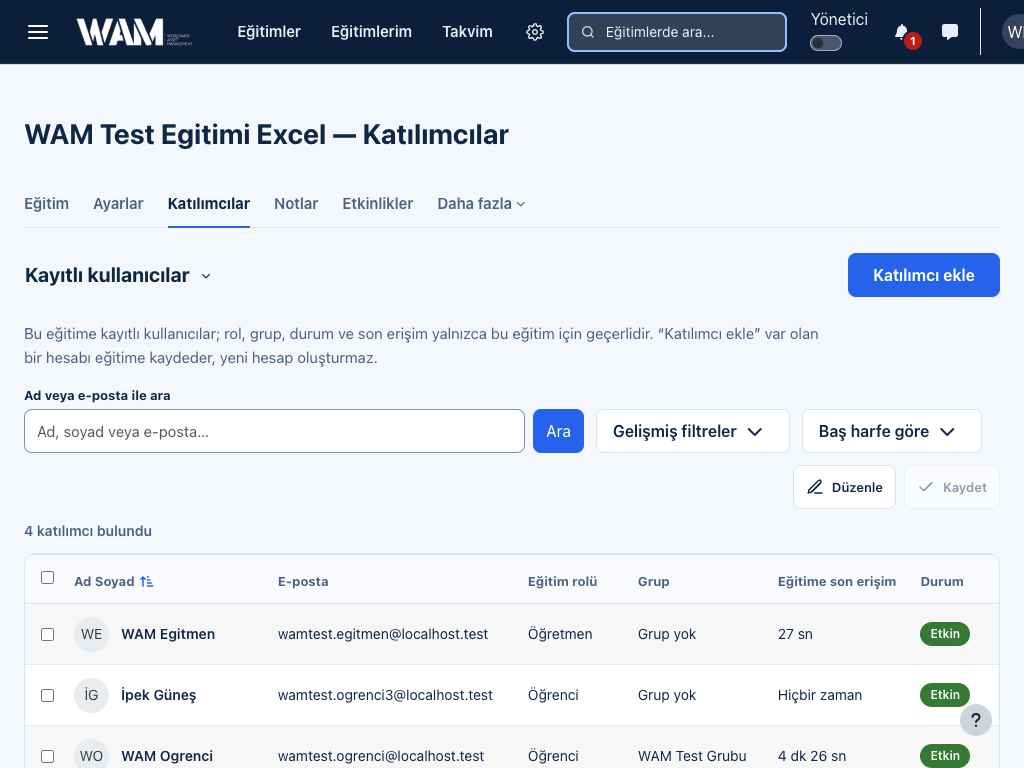 WAM WORLDWIDE ASSET MANAGEMENT
Eğitimler
Eğitimlerim
Takvim
Eğitimlerde ara...
Yönetici
1
WAM Test Egitimi Excel — Katılımcılar
Eğitim
Ayarlar
Katılımcılar
Notlar
Etkinlikler
Daha fazla
Kayıtlı kullanıcılar
Katılımcı ekle
Bu eğitime kayıtlı kullanıcılar; rol, grup, durum ve son erişim yalnızca bu eğitim için geçerlidir. “Katılımcı ekle” var olan
bir hesabı eğitime kaydeder, yeni hesap oluşturmaz.
Ad veya e-posta ile ara
Ad, soyad veya e-posta...
Ara
Gelişmiş filtreler
Baş harfe göre
Düzenle
Kaydet
4 katılımcı bulundu
Ad Soyad E-posta Eğitim rolü Grup Eğitime son erişim Durum
WE WAM Egitmen wamtest.egitmen@localhost.test Öğretmen Grup yok 27 sn Etkin
İG İpek Güneş wamtest.ogrenci3@localhost.test Öğrenci Grup yok Hiçbir zaman Etkin
?
WO WAM Ogrenci wamtest.ogrenci@localhost.test Öğrenci WAM Test Grubu 4 dk 26 sn Etkin